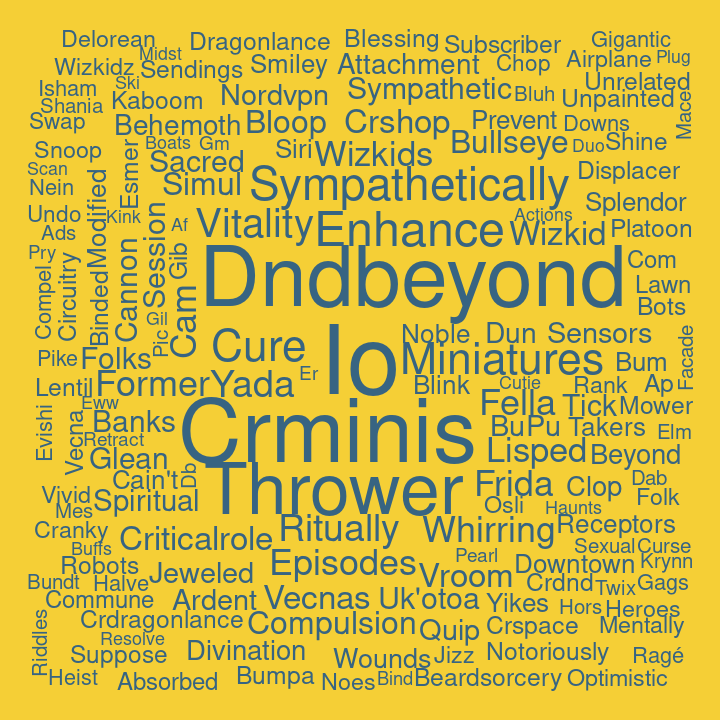 Delorean Dragonlance Blessing Subscriber Gigantic
Midst Wizkidz Sendings Smiley Attachment Chop Airplane Plug
Isham Ski Nordvpn Sympathetic Bluh Unrelated
Shania Kaboom Unpainted Mace
Swap Behemoth Bloop Crshop Prevent Downs
Snoop Boats Gm Siri Wizkids Bullseye Duo Shine
Scan Sacred Displacer
Nein Esmer Simul Sympathetically Splendor
Undo Kink Af Vitality Enhance Actions Wizkid Platoon
Ads Modified Session
Pry Gib Dndbeyond Com
Compel Circuitry Binded Cannon Cam Lawn
Gil Bots
Pike Folks Pic Cure Io Noble Dun Sensors Facade
Miniatures Bum
Lentil Former Yada Er Blink Cutie Rank Ap
Eww Fella Tick Mower
Evishi Vecna Banks Crminis BuPu Takers Elm
Retract
Glean Lisped Beyond
Cain't Db Thrower Frida Clop Dab
Vivid Spiritual Osli Haunts Folk
Mes
Cranky Criticalrole Ritually Whirring Receptors
Buffs Sexual Curse
Robots Episodes Pearl Downtown Krynn
Bundt Halve Jeweled Vroom Crdnd Twix Gags
Commune Ardent Vecnas Uk'otoa Yikes Hors Heroes
Crdragonlance Compulsion Quip Crspace Mentally
Riddles Resolve
Suppose Divination Wounds Jizz Notoriously Ragé
Heist Absorbed Bumpa Noes Bind Beardsorcery Optimistic